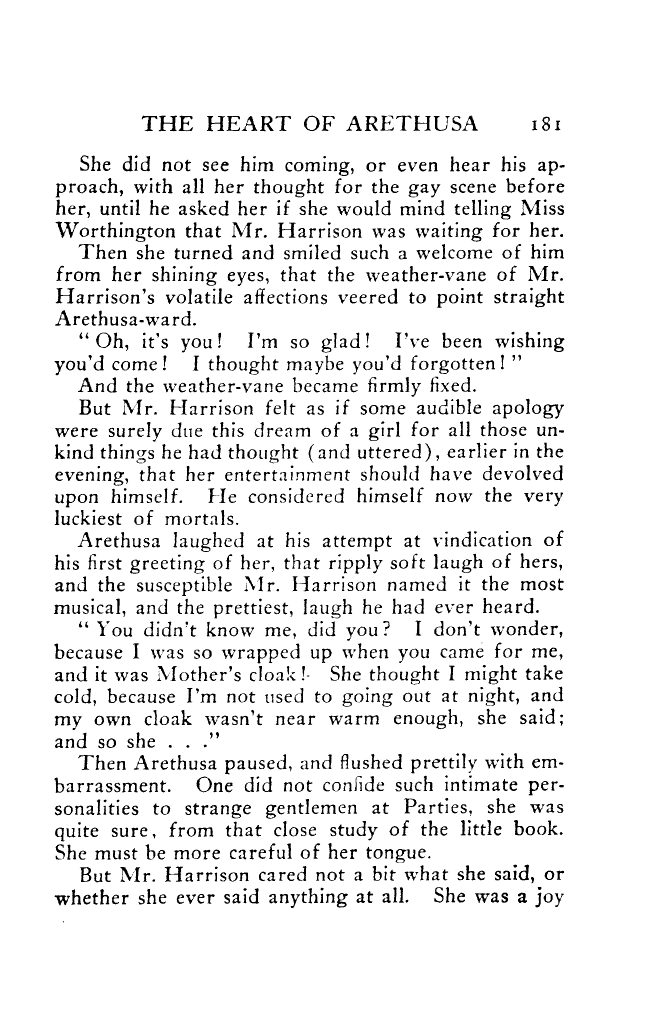 THE HEART OF ARETHUSA 181
She did not see him coming, or even hear his ap-
proach, with all her thought for the gay scene before
her, until he asked her if she would mind telling Miss
Worthington that Mr. Harrison was waiting for her.
Then she turned and smiled such a welcome of him
from her shining eyes, that the weather-vane of Mr.
Harrison's volatile affections veered to point straight
Arethusa-ward.
“ Oh, it's you! I'm so glad! I've been wishing
you'd come! I thought maybe you'd forgotten! ”
And the weather-vane became firmly fixed.
But Mr. Harrison felt as if some audible apology
were surely due this dream of a girl for all those un-
kind things he had thought (and uttered), earlier in the
evening, that her entertainment should have devolved
upon himself. He considered himself now the very
luckiest of mortals.
Arethusa laughed at his attempt at vindication of
his first greeting of her, that ripply soft laugh of hers,
and the susceptible Mr. Harrison named it the most
musical, and the prettiest, laugh he had ever heard.
“ You didn't know me, did you? I don't wonder,
because I was so wrapped up when you came for me,
and it was Mother's cloak! She thought I might take
cold, because I'm not used to going out at night, and
my own cloak wasn't near warm enough, she said;
and so she . . .”
Then Arethusa paused, and flushed prettily with em-
barrassment. One did not confide such intimate per-
sonalities to strange gentlemen at Parties, she was
quite sure, from that close study of the little book.
She must be more careful of her tongue.
But Mr. Harrison cared not a bit what she said, or
whether she ever said anything at all. She was a joy